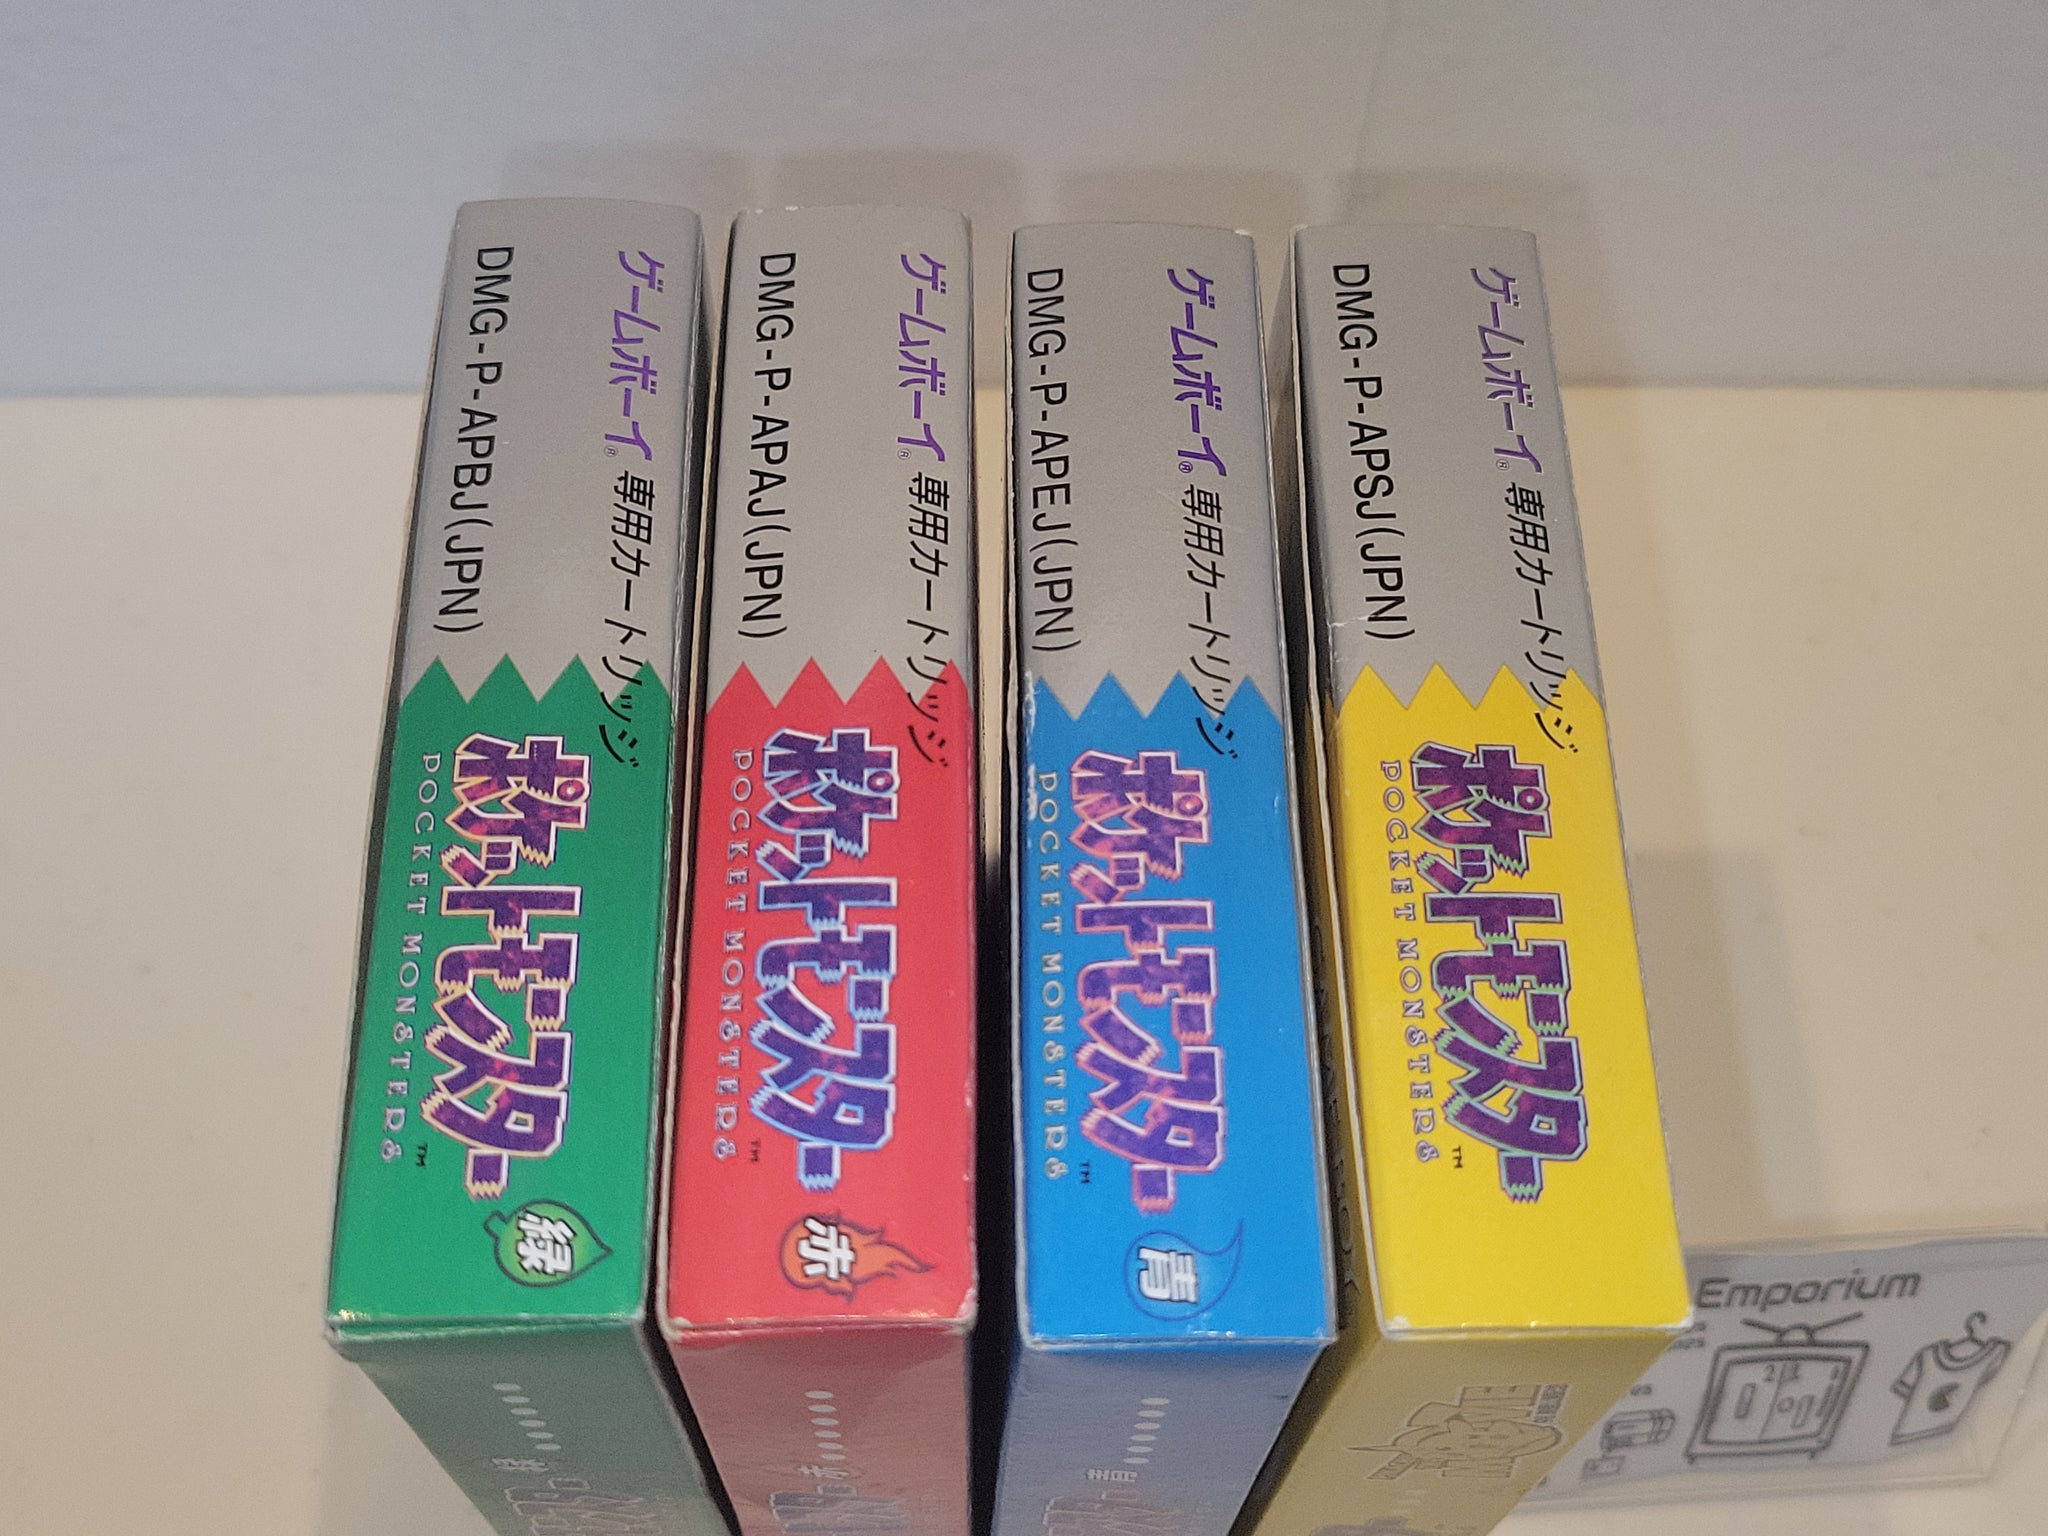 ゲームボーイ® 専用カートリッジ
DMG-P-APBJ(JPN)
ポケットモンスター
POCKET MONSTERS
™
緑
ゲームボーイ® 専用カートリッジ
DMG-P-APAJ(JPN)
ポケットモンスター
POCKET MONSTERS
™
赤
ゲームボーイ® 専用カートリッジ
DMG-P-APEJ(JPN)
ポケットモンスター
POCKET MONSTERS
™
青
ゲームボーイ® 専用カートリッジ
DMG-P-APSJ(JPN)
ポケットモンスター
POCKET MONSTERS
™
Emporium